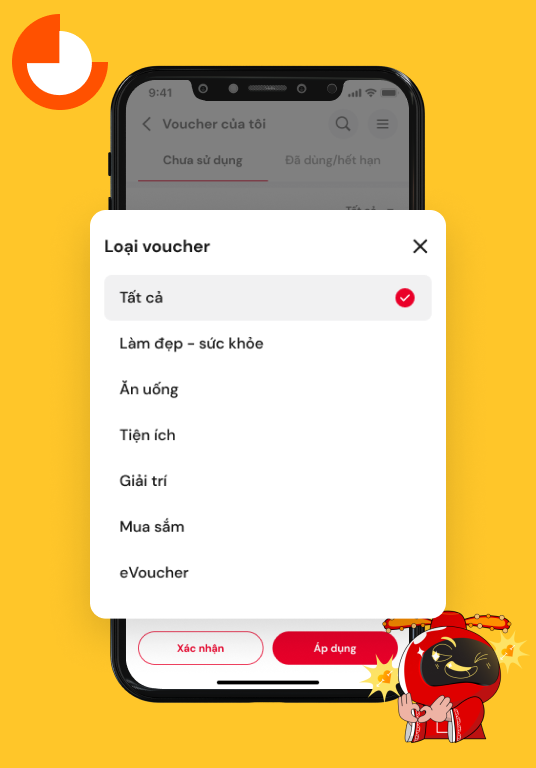 9:41
Voucher của tôi
Chưa sử dụng
Đã dùng/hết hạn
Tất cả
Loại voucher
Tất cả
Làm đẹp - sức khỏe
Ăn uống
Tiện ích
Giải trí
Mua sắm
eVoucher
Xác nhận
Áp dụng